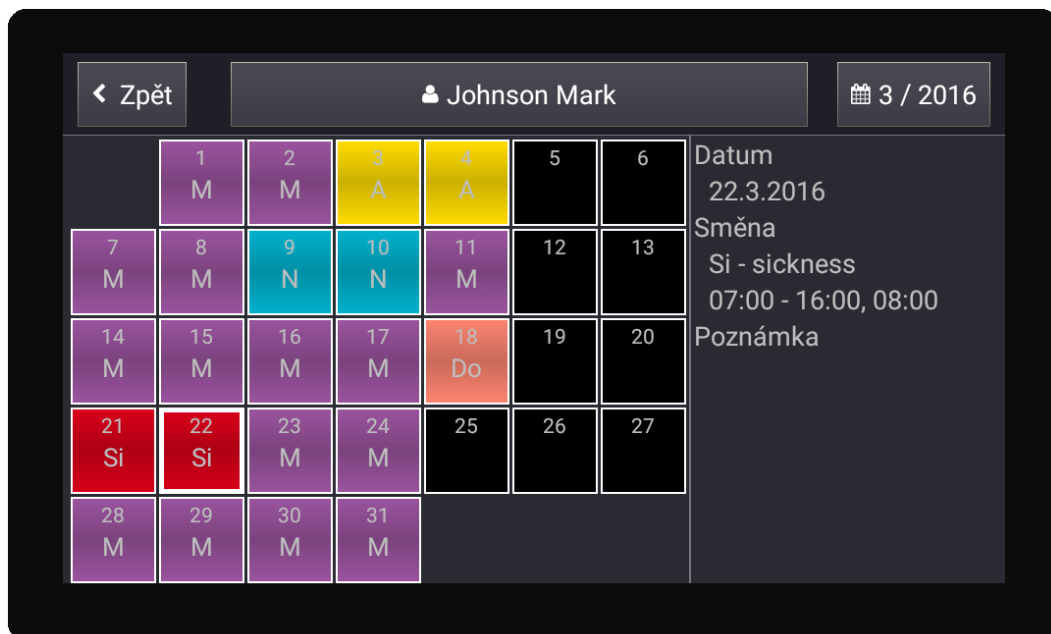 Zpět
Johnson Mark
3 / 2016
1 2 3 4 5 6
M M A A
7 8 9 10 11 12 13
M M N N M
14 15 16 17 18 19 20
M M M M Do
21 22 23 24 25 26 27
Si Si M M
28 29 30 31
M M M M
Datum
22.3.2016
Směna
Si - sickness
07:00 - 16:00, 08:00
Poznámka